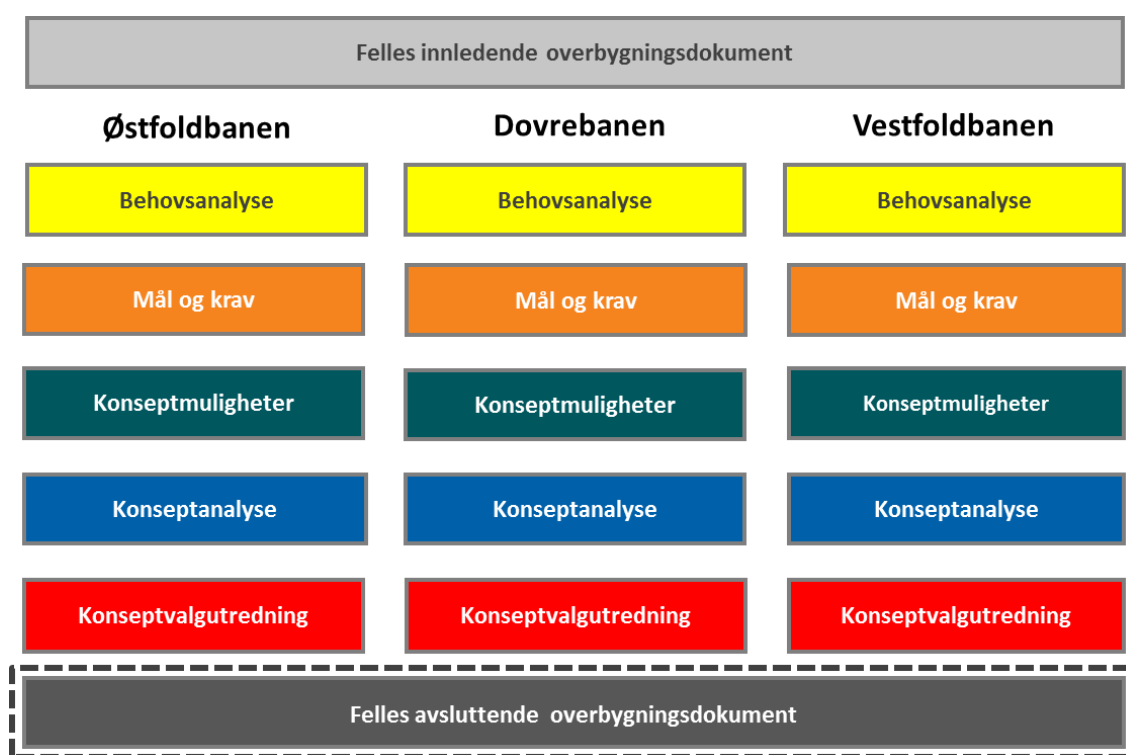 Felles innledende overbygningsdokument
Østfoldbanen Dovrebanen Vestfoldbanen
Behovsanalyse Behovsanalyse Behovsanalyse
Mål og krav Mål og krav Mål og krav
Konseptmuligheter Konseptmuligheter Konseptmuligheter
Konseptanalyse Konseptanalyse Konseptanalyse
Konseptvalgutredning Konseptvalgutredning Konseptvalgutredning
Felles avsluttende overbygningsdokument